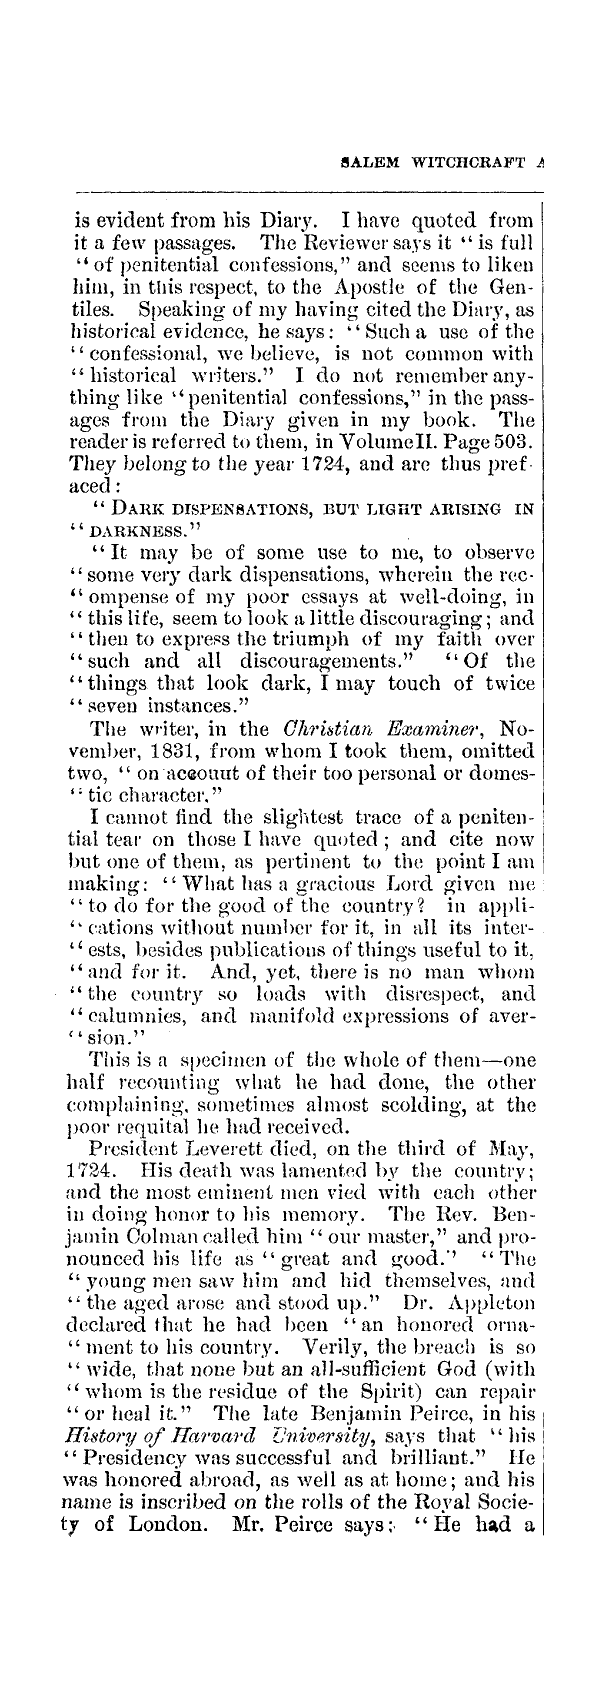 SALEM WITCHCRAFT
is evident from his Diary. I have quoted from
it a few passages. The Reviewer says it “ is full
“ of penitential confessions,” and seems to liken
him, in this respect, to the Apostle of the Gen-
tiles. Speaking of my having cited the Diary, as
historical evidence, he says: “ Such a use of the
“ confessional, we believe, is not common with
“ historical writers.” I do not remember any-
thing like “ penitential confessions,” in the pass-
ages from the Diary given in my book. The
reader is referred to them, in Volume II. Page 503.
They belong to the year 1724, and are thus pref-
aced :
“ DARK DISPENSATIONS, BUT LIGHT ARISING IN
“ DARKNESS.”
“ It may be of some use to me, to observe
“ some very dark dispensations, wherein the rec-
“ ompense of my poor essays at well-doing, in
“ this life, seem to look a little discouraging ; and
“ then to express the triumph of my faith over
“ such and all discouragements.” “ Of the
“ things that look dark, I may touch of twice
“ seven instances.”
The writer, in the Christian Examiner, No-
vember, 1831, from whom I took them, omitted
two, “ on account of their too personal or domes-
“ tic character.”
I cannot find the slightest trace of a peniten-
tial tear on those I have quoted ; and cite now
but one of them, as pertinent to the point I am
making: “ What has a gracious Lord given me
“ to do for the good of the country? in appli-
“ cations without number for it, in all its inter-
“ ests, besides publications of things useful to it,
“ and for it. And, yet, there is no man whom
“ the country so loads with disrespect, and
“ calumnies, and manifold expressions of aver-
“ sion.”
This is a specimen of the whole of them—one
half recounting what he had done, the other
complaining, sometimes almost scolding, at the
poor requital he had received.
President Leverett died, on the third of May,
1724. His death was lamented by the country;
and the most eminent men vied with each other
in doing honor to his memory. The Rev. Ben-
jamin Colman called him “ our master,” and pro-
nounced his life as “ great and good.” “ The
“ young men saw him and hid themselves, and
“ the aged arose and stood up.” Dr. Appleton
declared that he had been “ an honored orna-
“ ment to his country. Verily, the breach is so
“ wide, that none but an all-sufficient God (with
“ whom is the residue of the Spirit) can repair
“ or heal it.” The late Benjamin Peirce, in his
History of Harvard University, says that “ his
“ Presidency was successful and brilliant.” He
was honored abroad, as well as at home ; and his
name is inscribed on the rolls of the Royal Socie-
ty of London. Mr. Peirce says: “ He had a